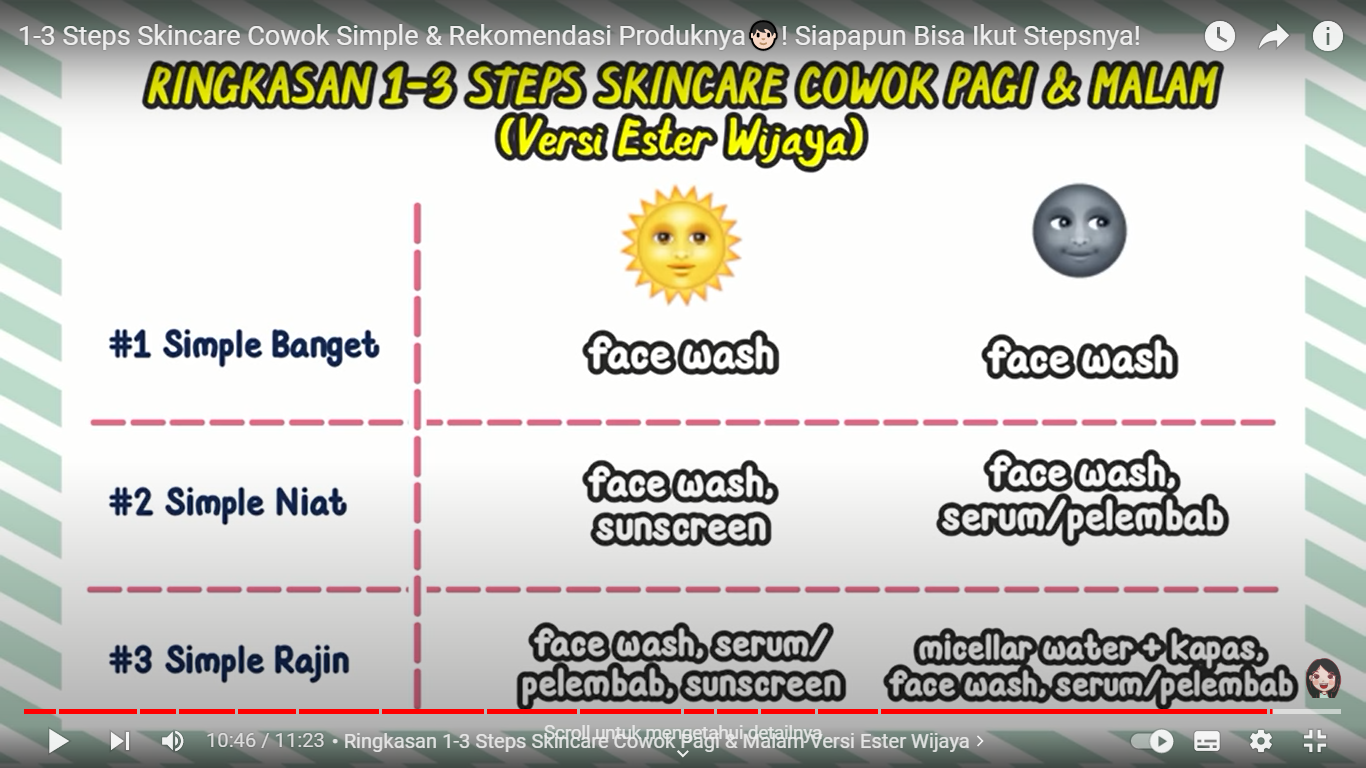 1-3 Steps Skincare Cowok Simple & Rekomendasi Produknya👦🏻! Siapapun Bisa Ikut Stepsnya!
RINGKASAN 1-3 STEPS SKINCARE COWOK PAGI & MALAM
(Versi Ester Wijaya)
#1 Simple Banget
face wash
face wash
#2 Simple Niat
face wash,
sunscreen
face wash,
serum/pelembab
#3 Simple Rajin
face wash, serum/
pelembab, sunscreen
micellar water + kapas,
face wash, serum/pelembab
Scroll untuk mengetahui detailnya
10:46 / 11:23 • Ringkasan 1-3 Steps Skincare Cowok Pagi & Malam Versi Ester Wijaya